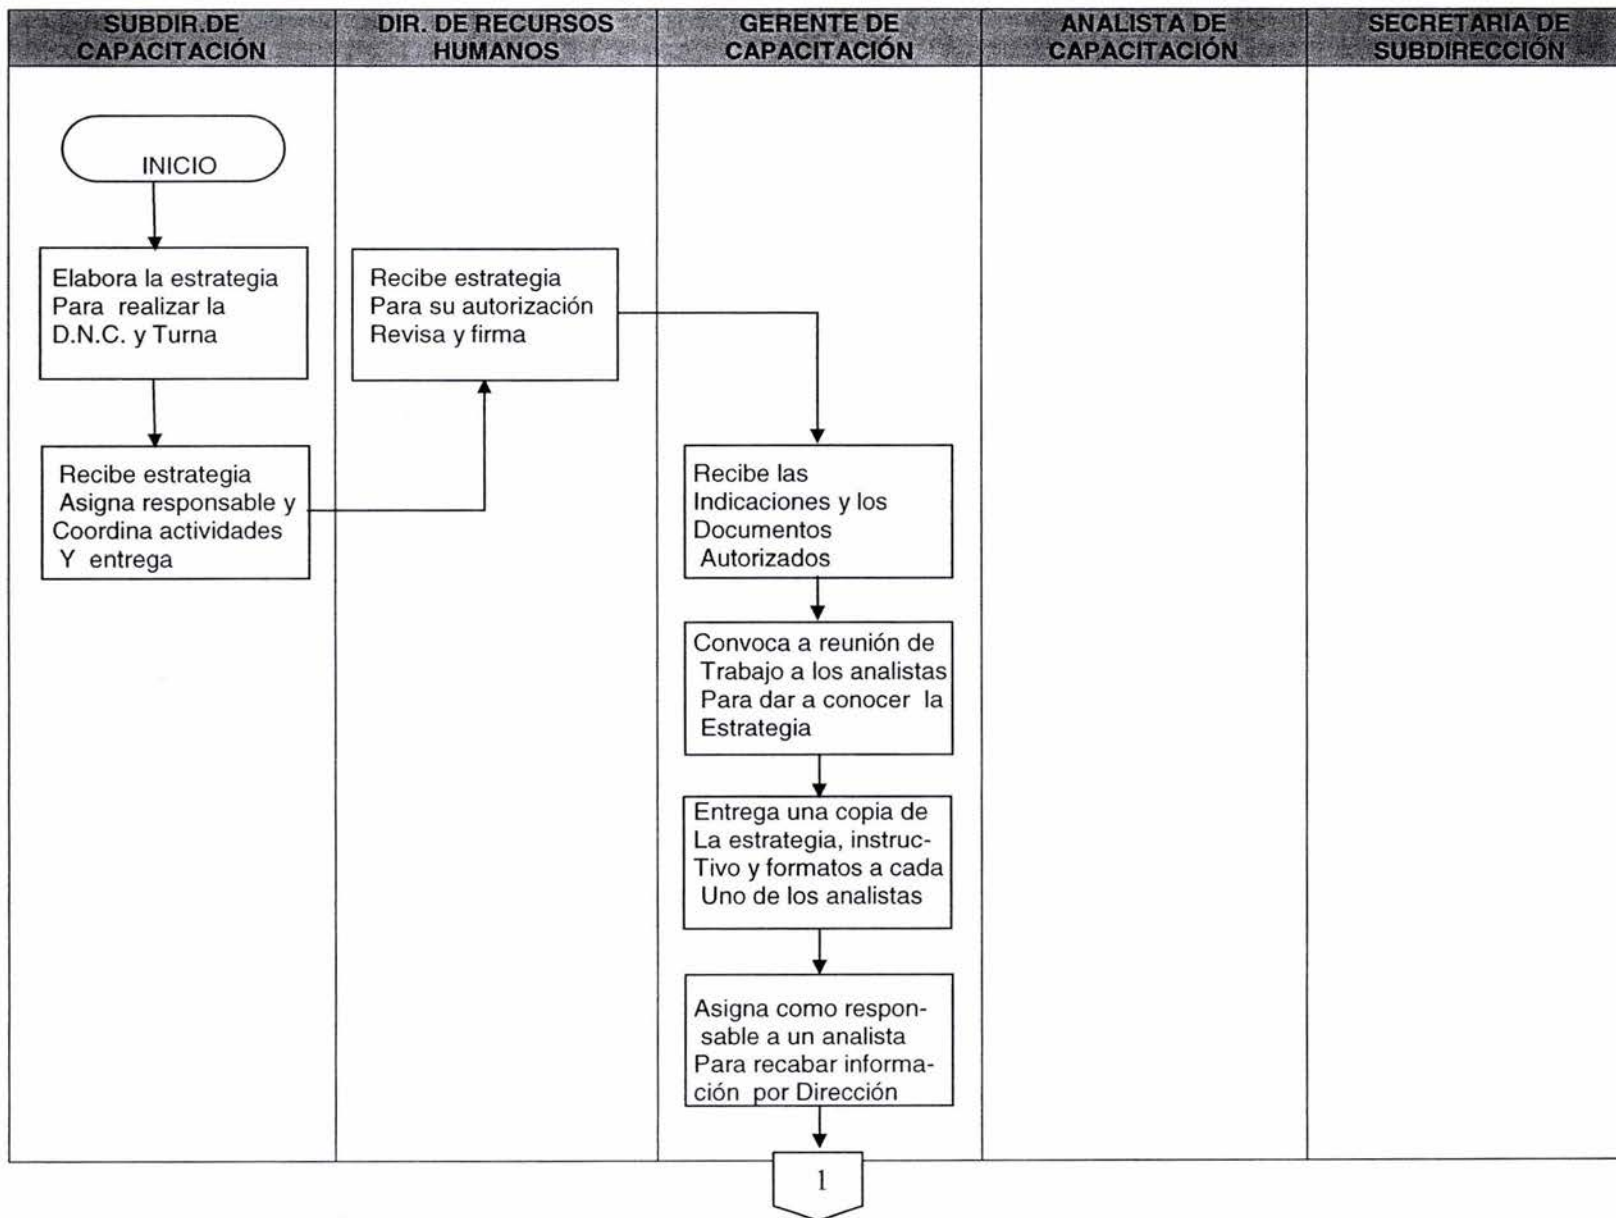 SUBDIR.DE
CAPACITACIÓN
DIR. DE RECURSOS
HUMANOS
GERENTE DE
CAPACITACIÓN
ANALISTA DE
CAPACITACIÓN
SECRETARIA DE
SUBDIRECCIÓN
INICIO
Elabora la estrategia
Para realizar la
D.N.C. y Turna
Recibe estrategia
Asigna responsable y
Coordina actividades
Y entrega
Recibe estrategia
Para su autorización
Revisa y firma
Recibe las
Indicaciones y los
Documentos
Autorizados
Convoca a reunión de
Trabajo a los analistas
Para dar a conocer la
Estrategia
Entrega una copia de
La estrategia, instruc-
Tivo y formatos a cada
Uno de los analistas
Asigna como respon-
sable a un analista
Para recabar informa-
ción por Dirección
1